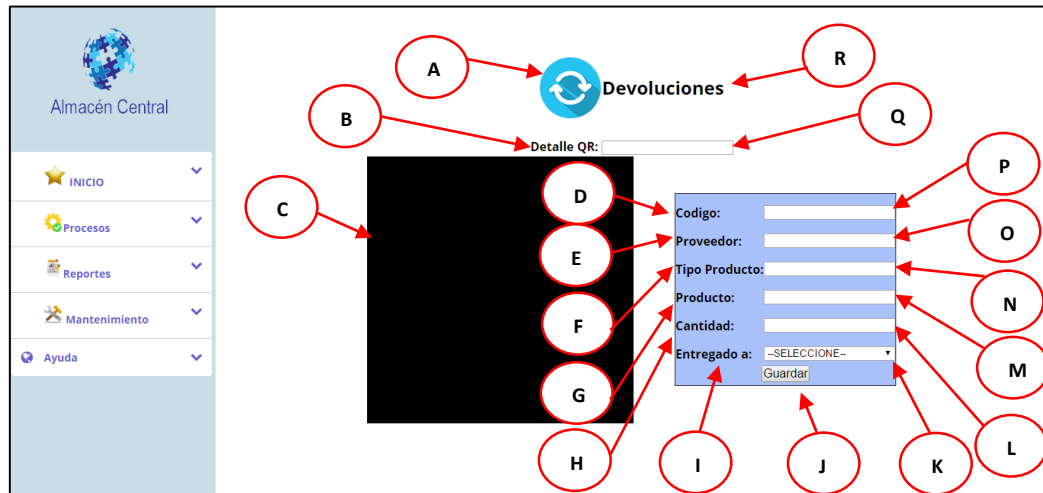 Almacén Central
INICIO
Procesos
Reportes
Mantenimiento
Ayuda
A
R
Devoluciones
B
Q
Detalle QR:
C
D
P
Codigo:
E
O
Proveedor:
Tipo Producto:
F
N
Producto:
Cantidad:
G
M
Entregado a: --SELECCIONE--
Guardar
H
I
J
K
L